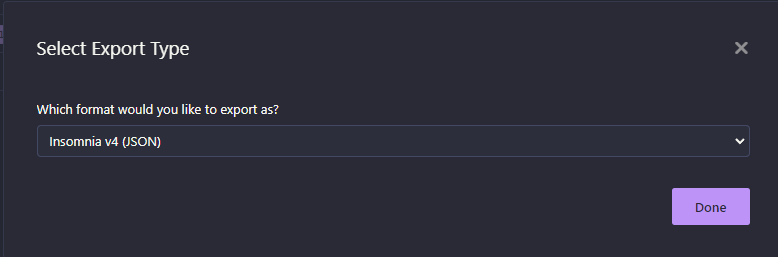 Select Export Type
Which format would you like to export as?
Insomnia v4 (JSON)
Done